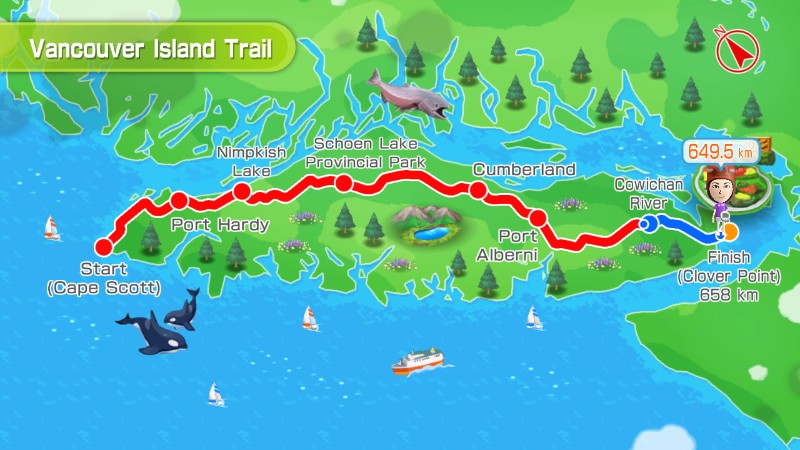 Vancouver Island Trail
N
Schoen Lake
Provincial Park
Nimpkish
Lake
649.5 km
Cumberland
Cowichan
River
Port Hardy
Port
Alberni
Start
(Cape Scott)
Finish
(Clover Point)
658 km